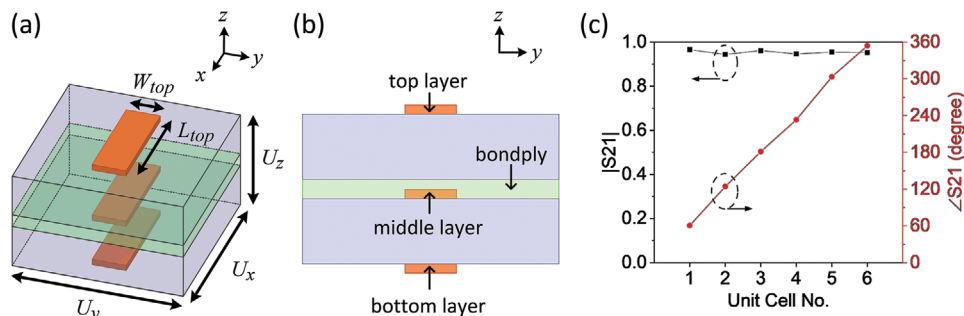 (a)
z
y
x
W_top
L_top
U_z
U_x
U_y
(b)
z
y
top layer
bondply
middle layer
bottom layer
(c)
1.0
0.8
0.6
0.4
0.2
0.0
|S21|
360
300
240
180
120
60
0
∠S21 (degree)
1 2 3 4 5 6
Unit Cell No.